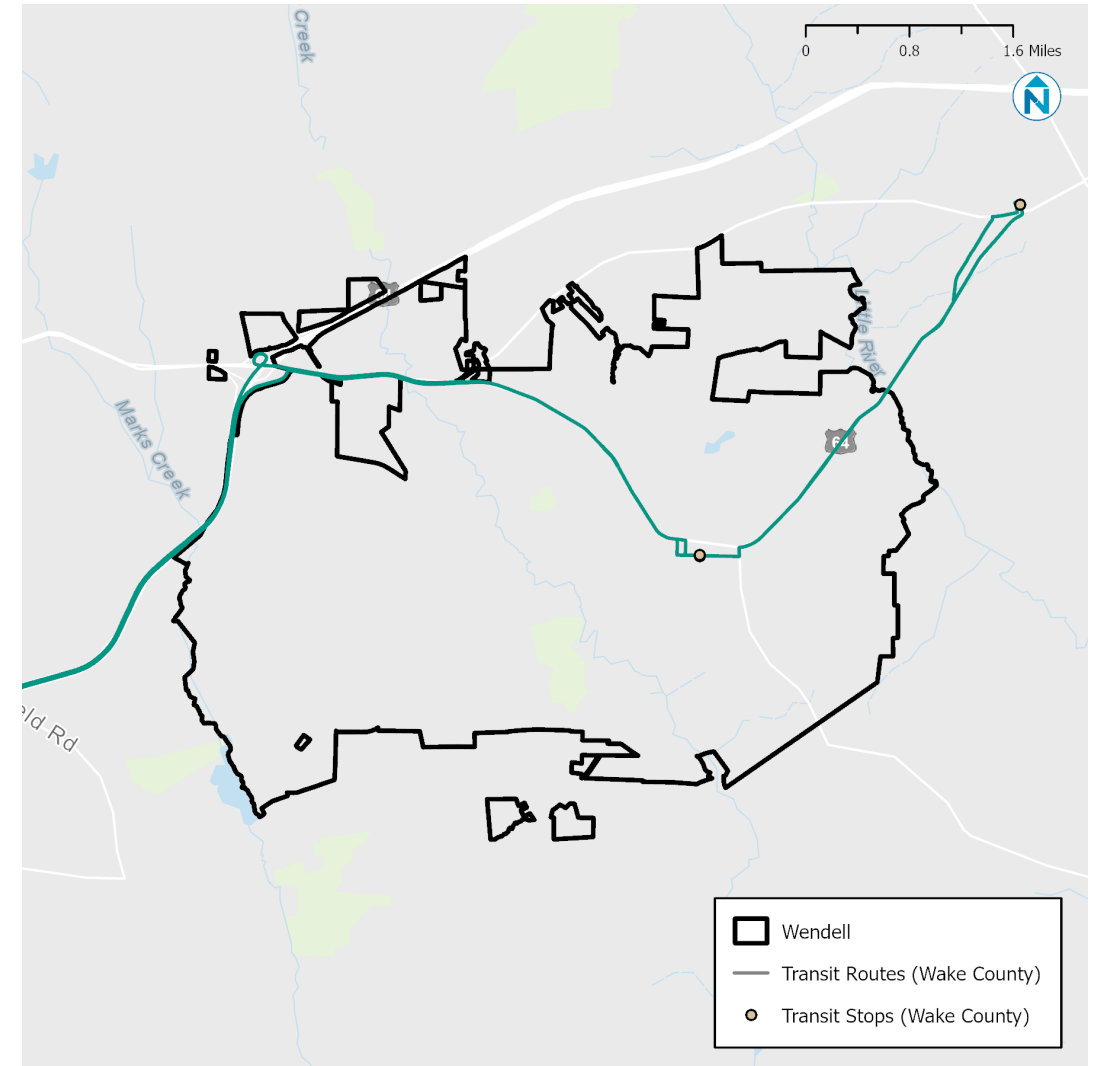 Creek
0 0.8 1.6 Miles
N
Little River
Marks Creek
64
eld Rd
Wendell
Transit Routes (Wake County)
Transit Stops (Wake County)